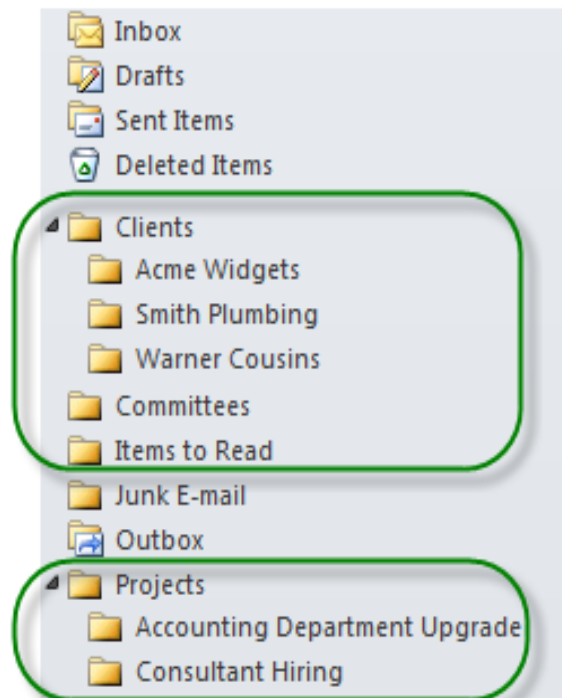 Inbox
Drafts
Sent Items
Deleted Items
Clients
Acme Widgets
Smith Plumbing
Warner Cousins
Committees
Items to Read
Junk E-mail
Outbox
Projects
Accounting Department Upgrade
Consultant Hiring